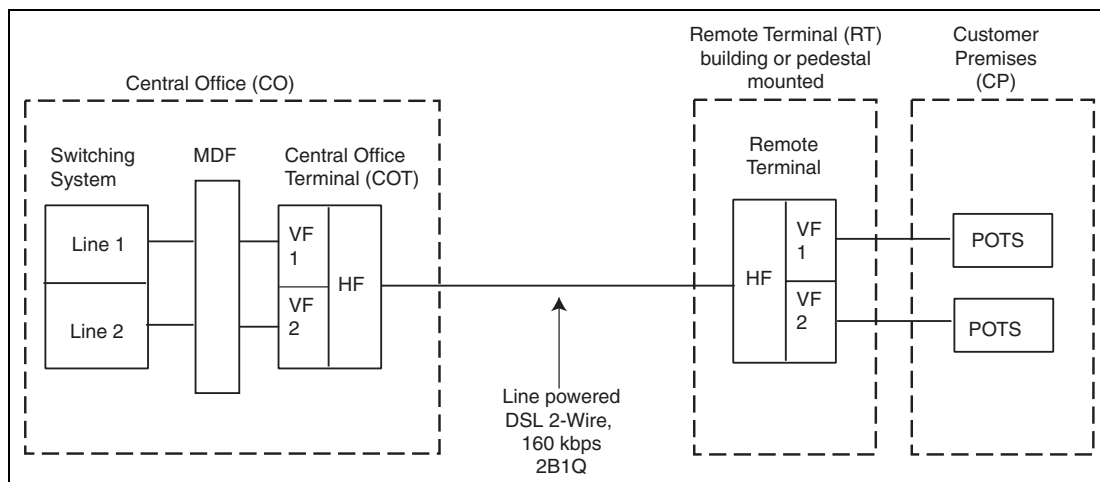 Central Office (CO)
Switching
System
MDF
Central Office
Terminal (COT)
Line 1
Line 2
VF
1
VF
2
HF
Line powered
DSL 2-Wire,
160 kbps
2B1Q
Remote Terminal (RT)
building or pedestal
mounted
Remote
Terminal
HF
VF
1
VF
2
Customer
Premises
(CP)
POTS
POTS